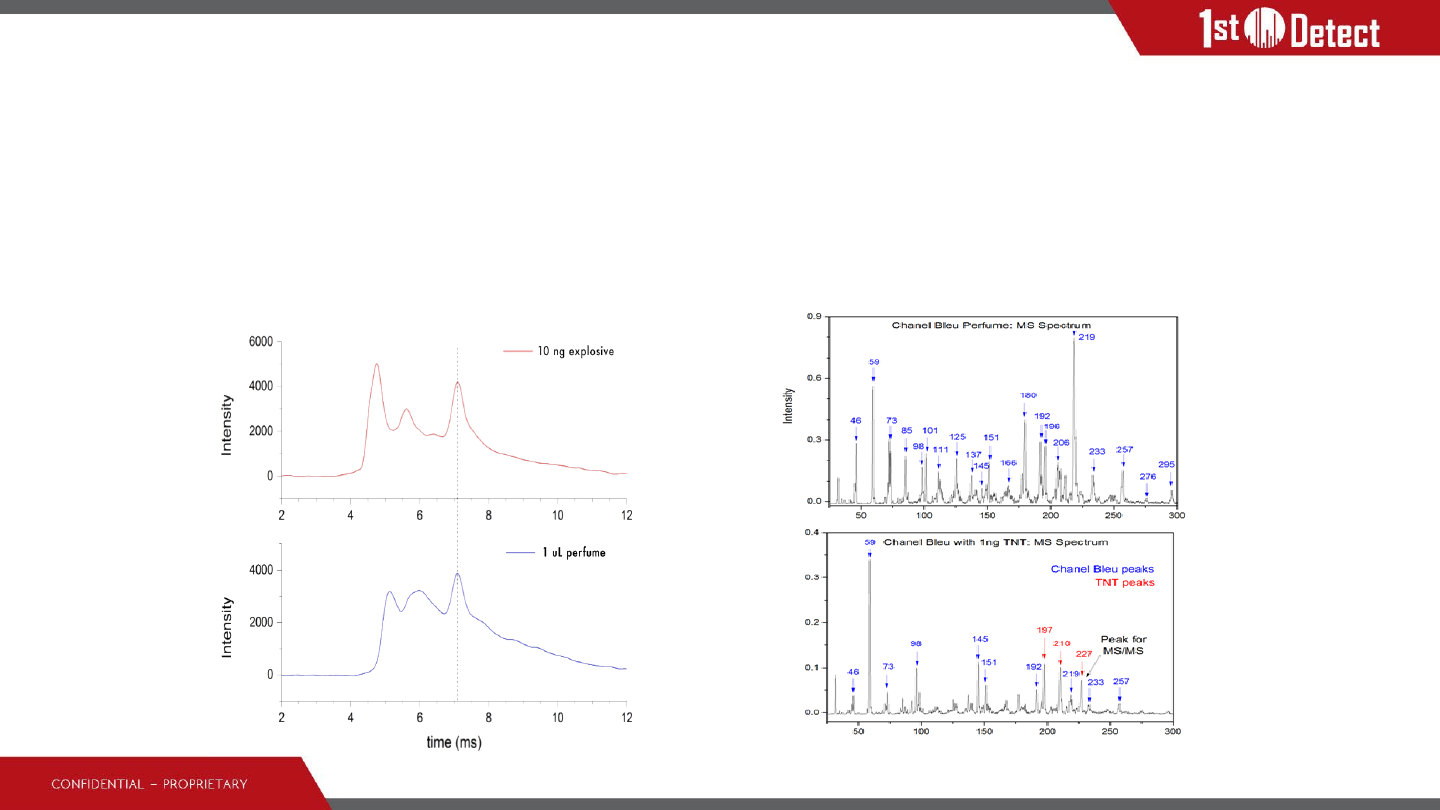 1st Detect
6000
4000
2000
0
Intensity
10 ng explosive
2 4 6 8 10 12
4000
2000
0
Intensity
1 uL perfume
2 4 6 8 10 12
time (ms)
Chanel Bleu Perfume: MS Spectrum
0.9
0.6
0.3
0.0
Intensity
46 59 73 85 98 101 111 125 137 145 151 166 180 192 196 206 219 233 257 276 295
50 100 150 200 250 300
Chanel Bleu with 1ng TNT: MS Spectrum
Chanel Bleu peaks
TNT peaks
Peak for
MS/MS
0.4
0.3
0.2
0.1
0.0
46 59 73 98 145 151 192 197 210 219 227 233 257
50 100 150 200 250 300
CONFIDENTIAL – PROPRIETARY